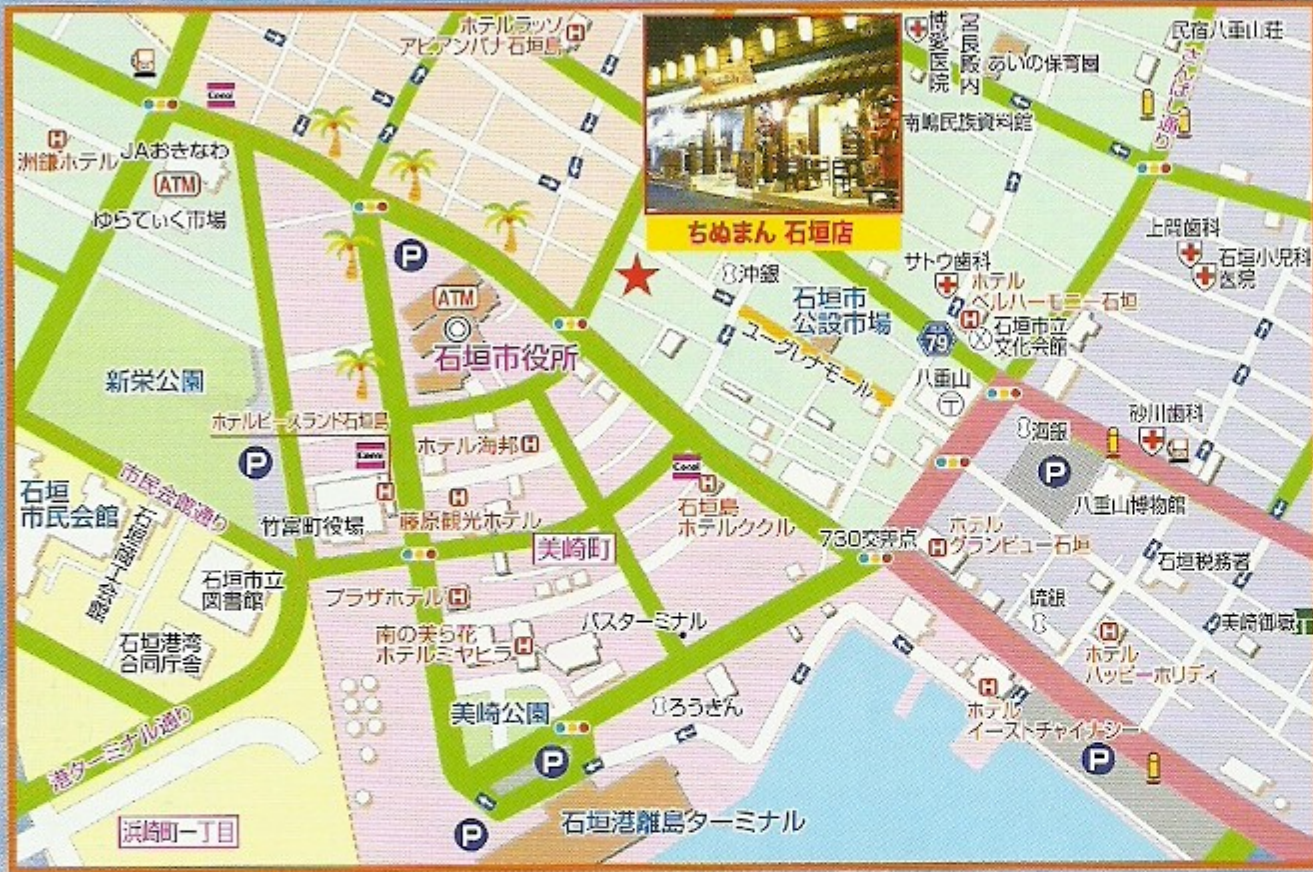 ホテルラッソ
アビアンパナ石垣島
H
博愛医院
宮良殿内
あいの保育園
民宿八重山荘
さんばし通り
南嶋民族資料館
Coral
洲鎌ホテル
H
JAおきなわ
ATM
ゆらてぃく市場
ちぬまん 石垣店
P
ATM
石垣市役所
沖銀
石垣市
公設市場
ユーグレナモール
サトウ歯科
ホテル
ベルハーモニー石垣
H
79
石垣市立
文化会館
八重山
上門歯科
石垣小児科
医院
新栄公園
ホテルピースランド石垣島
H
P
Coral
ホテル海邦 H
Coral
海銀
P
砂川歯科
八重山博物館
石垣
市民会館
市民会館通り
石垣商工会館
竹富町役場
H
藤原観光ホテル
H
石垣島
ホテルククル
美崎町
730交差点
ホテル
グランビュー石垣
H
石垣税務署
石垣市立
図書館
プラザホテル H
琉銀
美崎御嶽
石垣港湾
合同庁舎
南の美ら花
ホテルミヤヒラ H
バスターミナル
H
ホテル
ハッピーホリディ
美崎公園
ろうきん
H
ホテル
イーストチャイナシー
港ターミナル通り
P
P
P
石垣港離島ターミナル
浜崎町一丁目